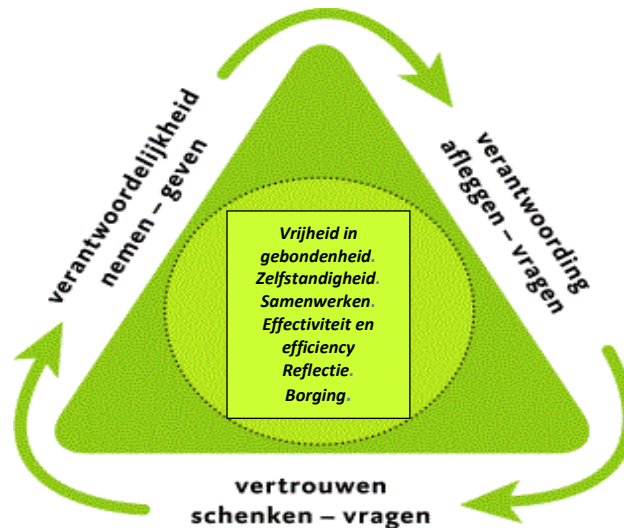 verantwoordelijkheid
nemen – geven
verantwoording
afleggen – vragen
Vrijheid in
gebondenheid.
Zelfstandigheid.
Samenwerken.
Effectiviteit en
efficiency
Reflectie.
Borging.
vertrouwen
schenken – vragen